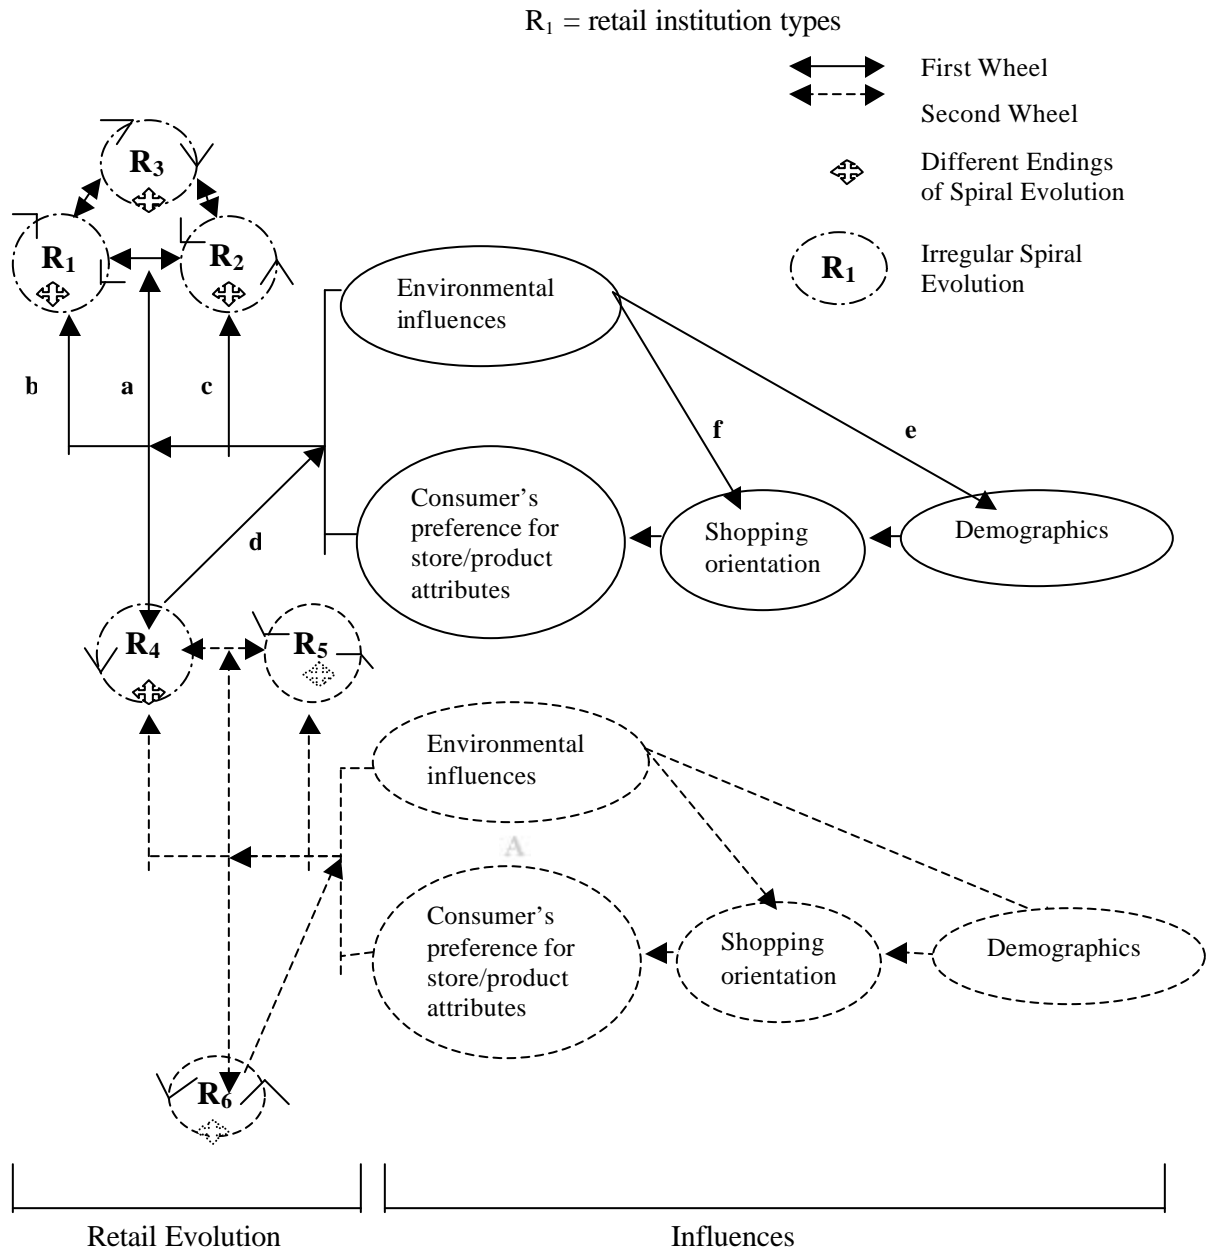 R1 = retail institution types
First Wheel
Second Wheel
Different Endings
of Spiral Evolution
R1
Irregular Spiral
Evolution
R3
R1
R2
b
a
c
Environmental
influences
f
e
d
Consumer’s
preference for
store/product
attributes
Shopping
orientation
Demographics
R4
R5
Environmental
influences
A
Consumer’s
preference for
store/product
attributes
Shopping
orientation
Demographics
R6
Retail Evolution
Influences